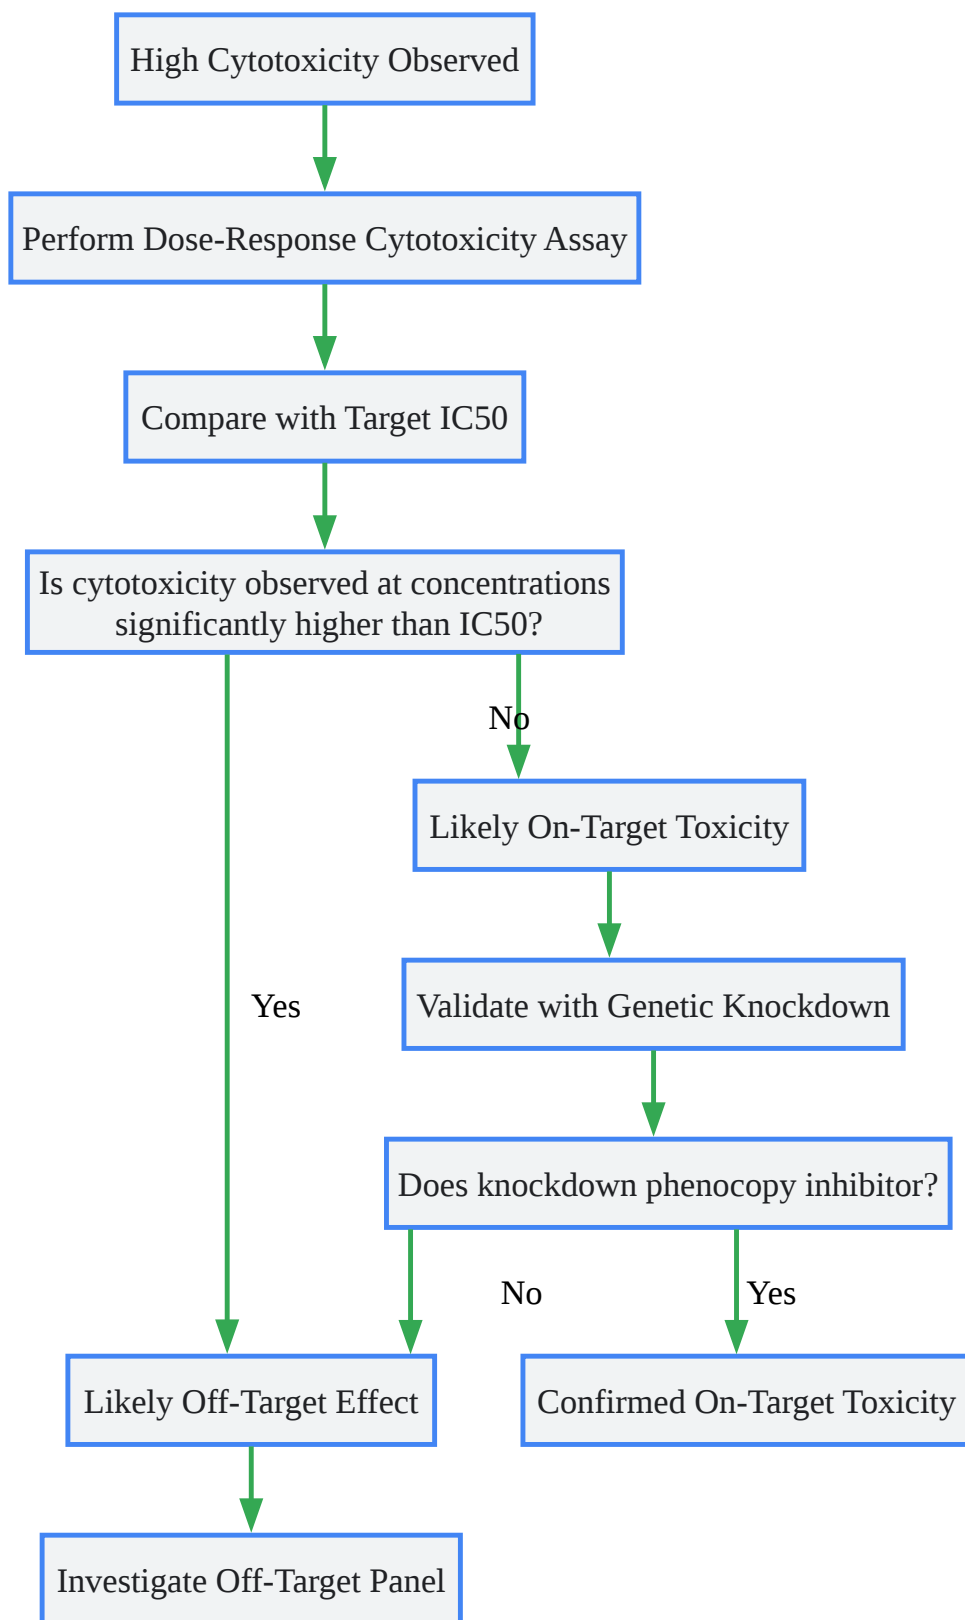 High Cytotoxicity Observed
Perform Dose-Response Cytotoxicity Assay
Compare with Target IC50
Is cytotoxicity observed at concentrations
significantly higher than IC50?
No
Likely On-Target Toxicity
Yes
Validate with Genetic Knockdown
Does knockdown phenocopy inhibitor?
No
Yes
Likely Off-Target Effect
Confirmed On-Target Toxicity
Investigate Off-Target Panel